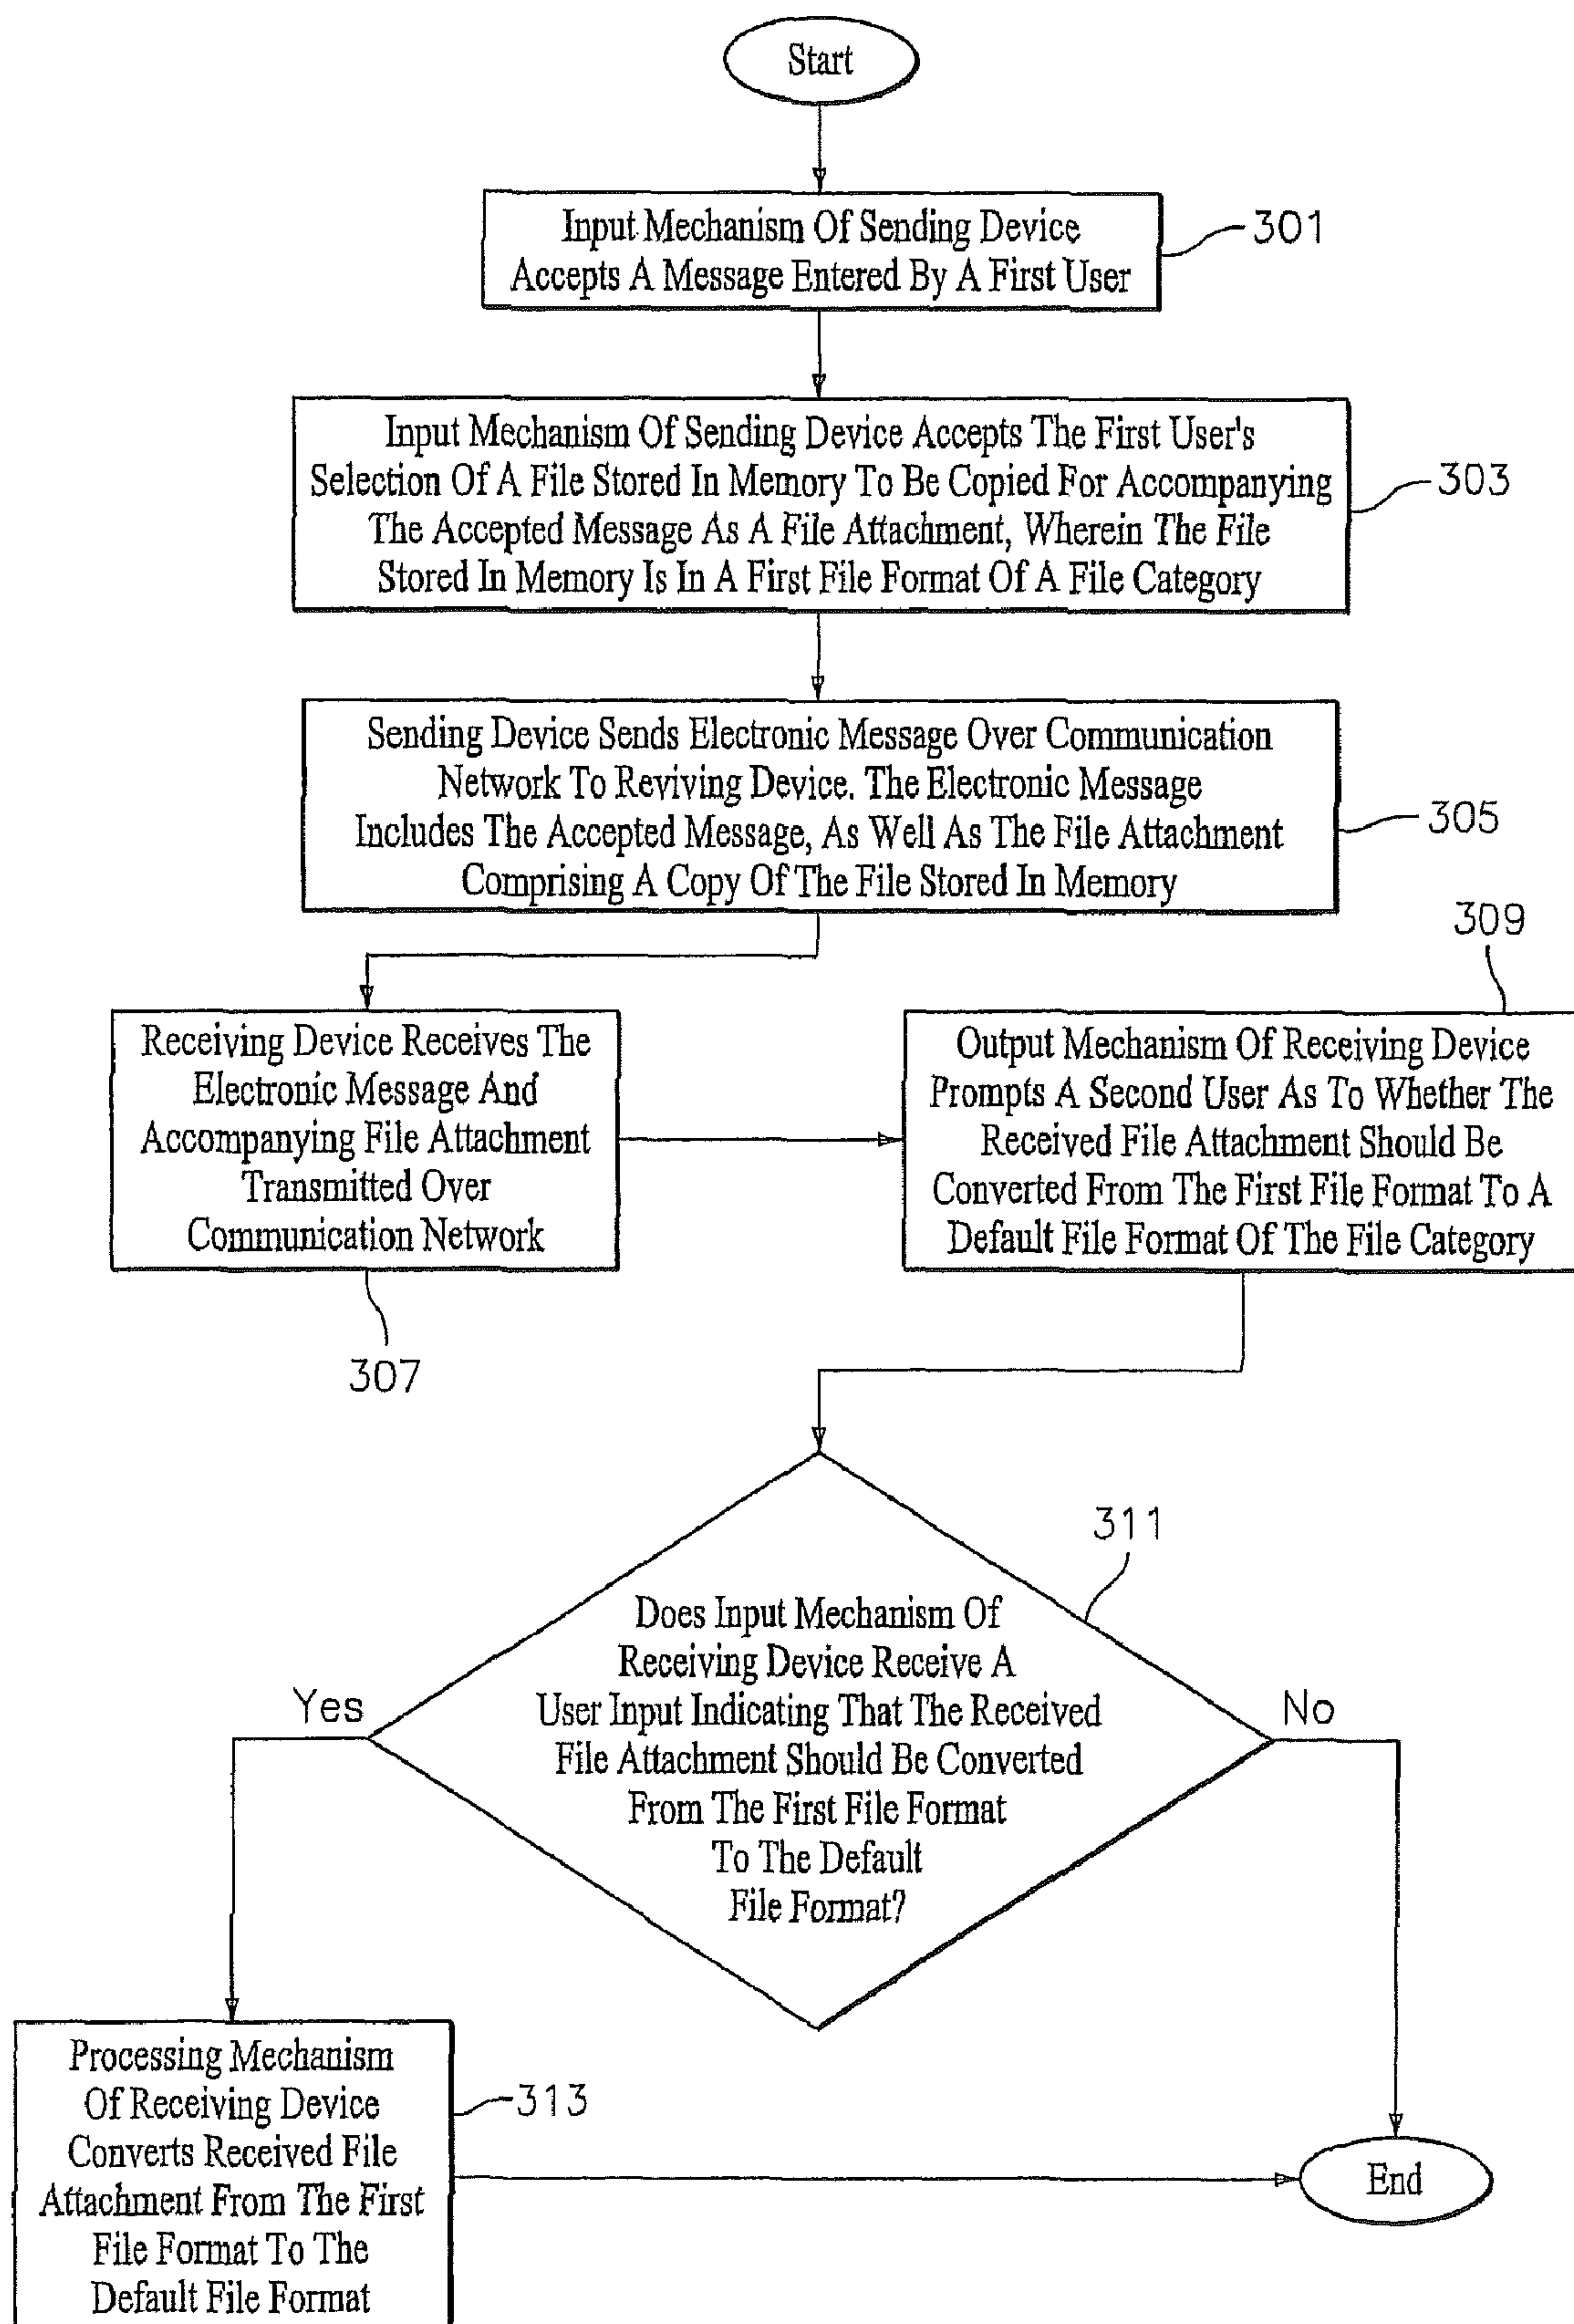 Start
Input Mechanism Of Sending Device
Accepts A Message Entered By A First User
301
Input Mechanism Of Sending Device Accepts The First User's
Selection Of A File Stored In Memory To Be Copied For Accompanying
The Accepted Message As A File Attachment, Wherein The File
Stored In Memory Is In A First File Format Of A File Category
303
Sending Device Sends Electronic Message Over Communication
Network To Reviving Device. The Electronic Message
Includes The Accepted Message, As Well As The File Attachment
Comprising A Copy Of The File Stored In Memory
305
Receiving Device Receives The
Electronic Message And
Accompanying File Attachment
Transmitted Over
Communication Network
307
309
Output Mechanism Of Receiving Device
Prompts A Second User As To Whether The
Received File Attachment Should Be
Converted From The First File Format To A
Default File Format Of The File Category
311
Does Input Mechanism Of
Receiving Device Receive A
User Input Indicating That The Received
File Attachment Should Be Converted
From The First File Format
To The Default
File Format?
Yes
No
Processing Mechanism
Of Receiving Device
Converts Received File
Attachment From The First
File Format To The
Default File Format
313
End